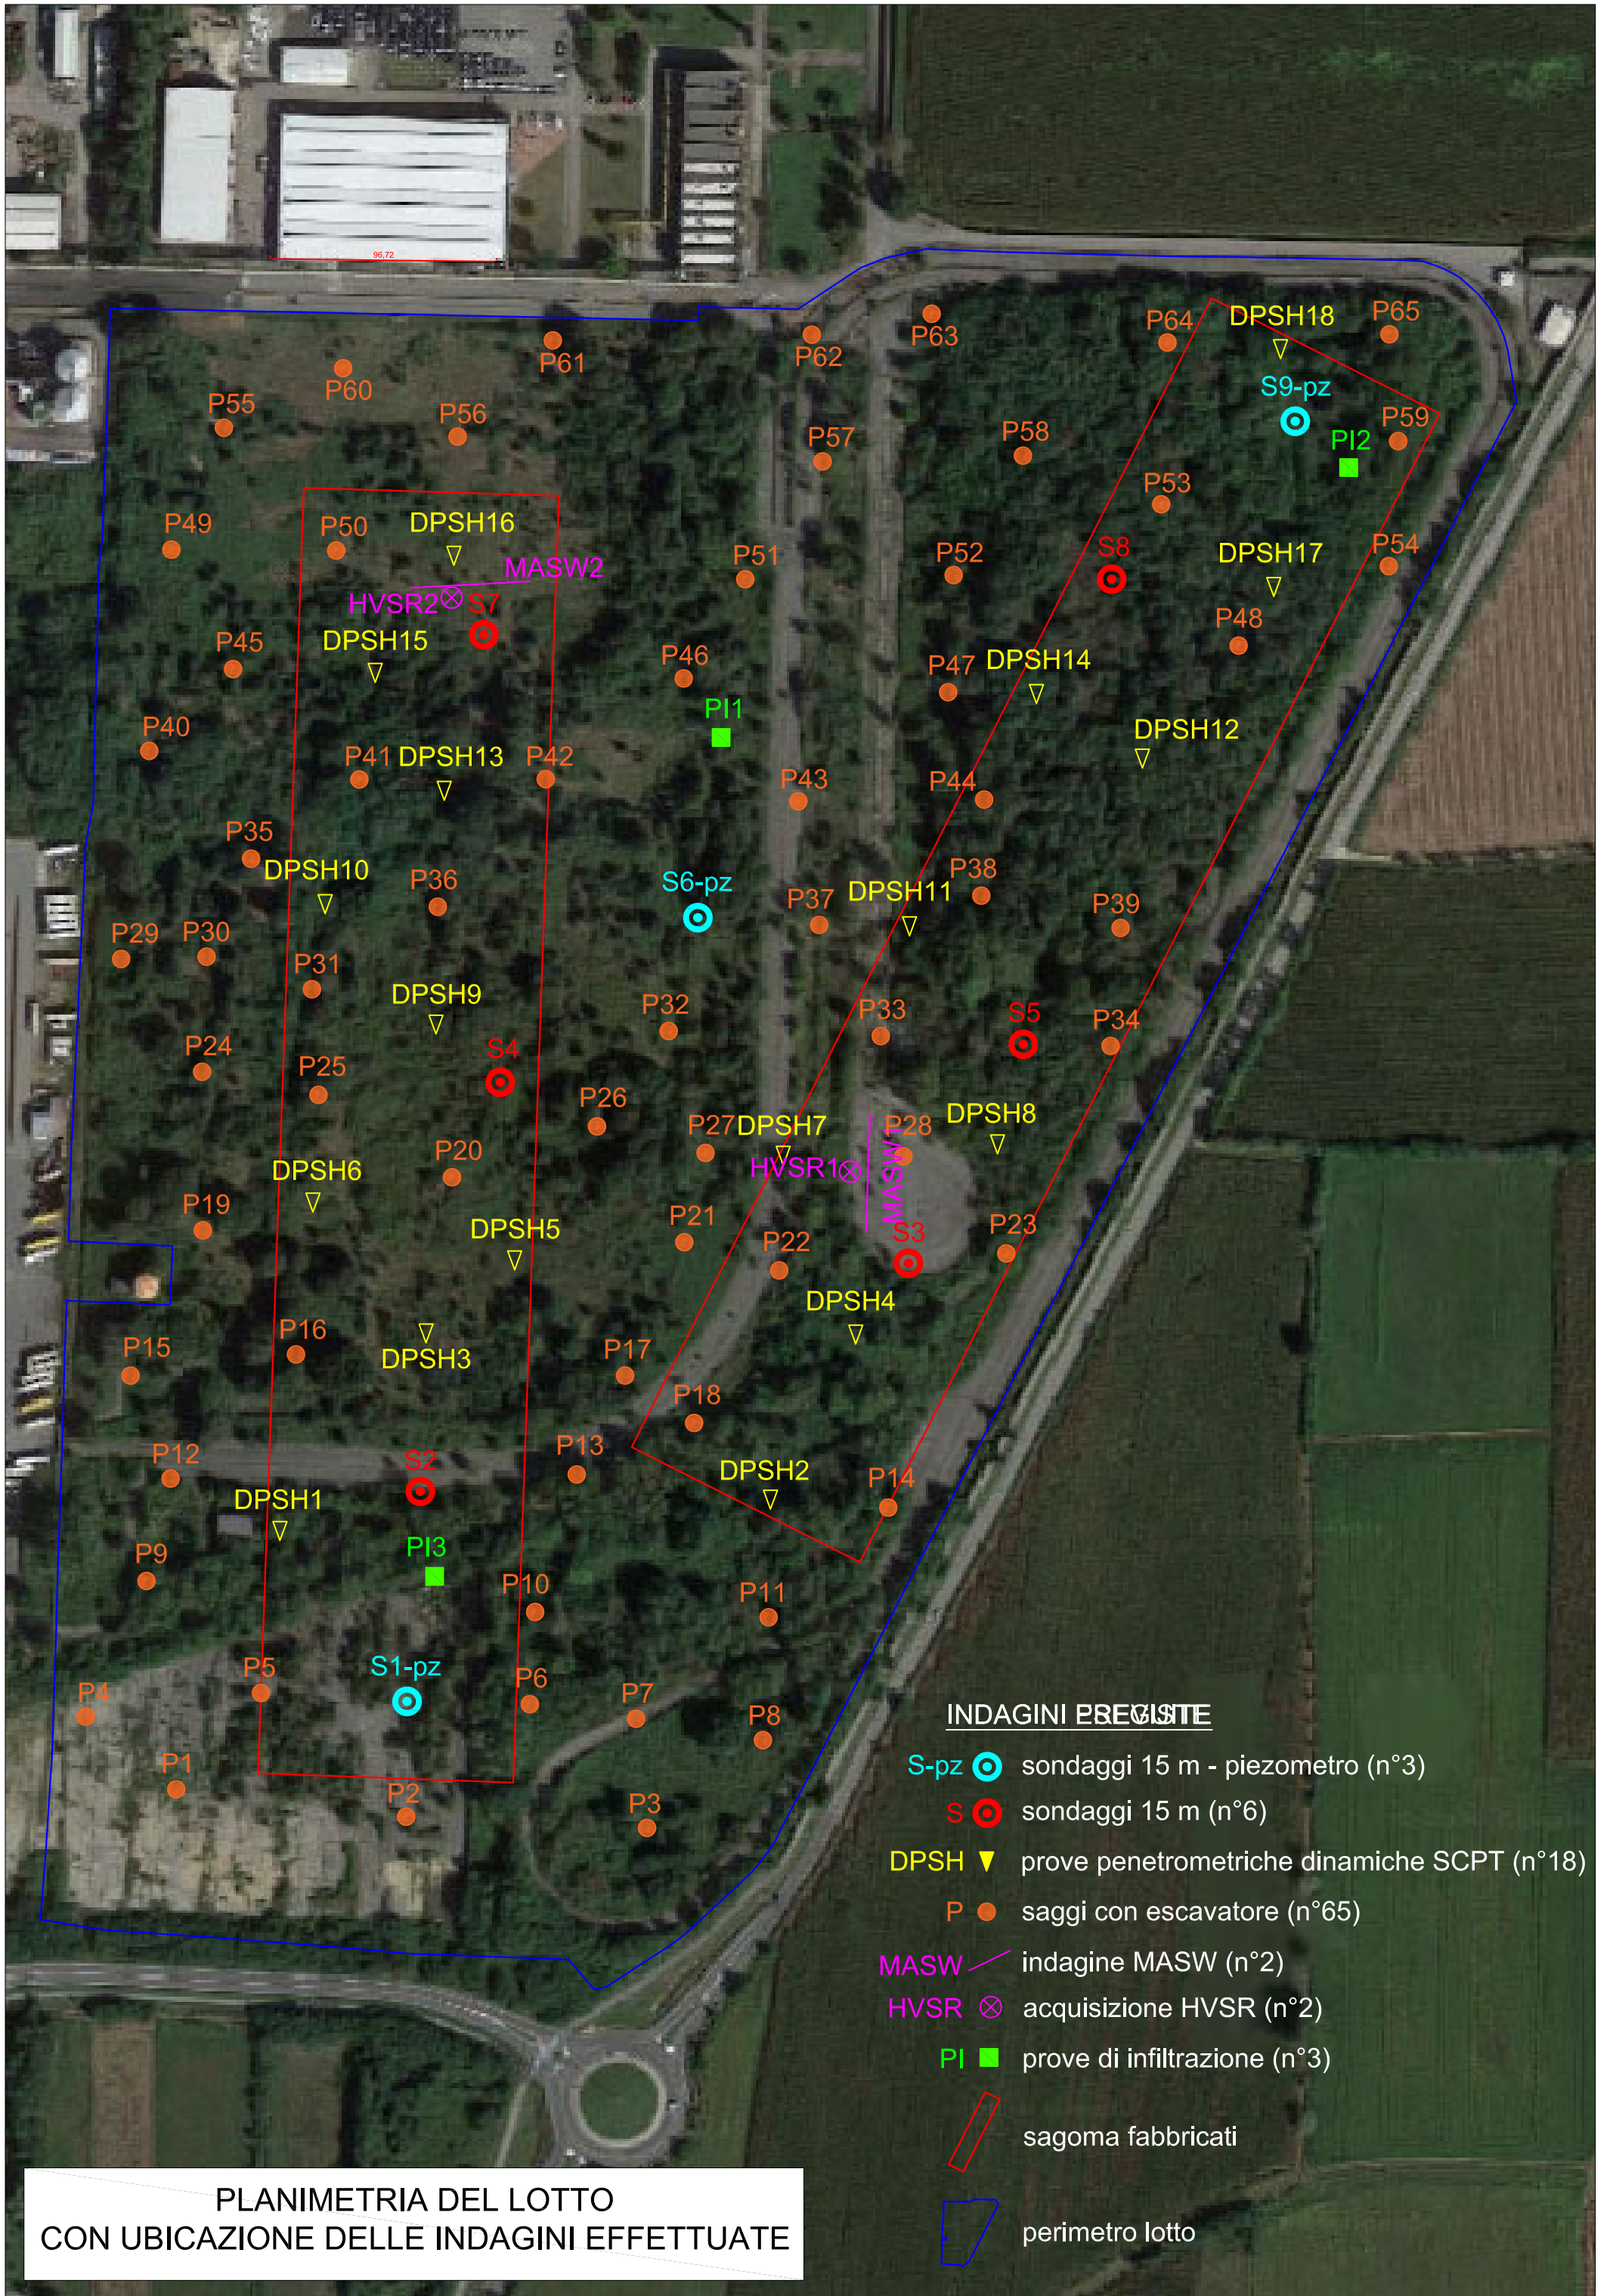 96,72
P63
P64
DPSH18
P65
P61
P62
P60
S9-pz
P55
P56
P59
P57
P58
PI2
P53
P49
P50
DPSH16
P51
P52
S8
DPSH17
P54
MASW2
HVSR2
S7
P48
P45
DPSH15
P46
P47
DPSH14
PI1
P40
DPSH12
P41
DPSH13
P42
P43
P44
P35
DPSH10
P36
S6-pz
P37
DPSH11
P38
P39
P29
P30
P31
DPSH9
P32
P33
S5
P34
P24
P25
S4
P26
P27
DPSH7
P28
DPSH8
HVSR1
MASW1
P20
DPSH6
P19
DPSH5
P21
P22
S3
P23
DPSH4
P15
P16
DPSH3
P17
P18
P12
S2
P13
DPSH2
P14
DPSH1
PI3
P9
P10
P11
P4
P5
S1-pz
P6
P7
P8
P1
P2
P3
INDAGINI
S-pz sondaggi 15 m - piezometro (n°3)
S sondaggi 15 m (n°6)
DPSH prove penetrometriche dinamiche SCPT (n°18)
P saggi con escavatore (n°65)
MASW indagine MASW (n°2)
HVSR acquisizione HVSR (n°2)
PI prove di infiltrazione (n°3)
sagoma fabbricati
perimetro lotto
PLANIMETRIA DEL LOTTO
CON UBICAZIONE DELLE INDAGINI EFFETTUATE